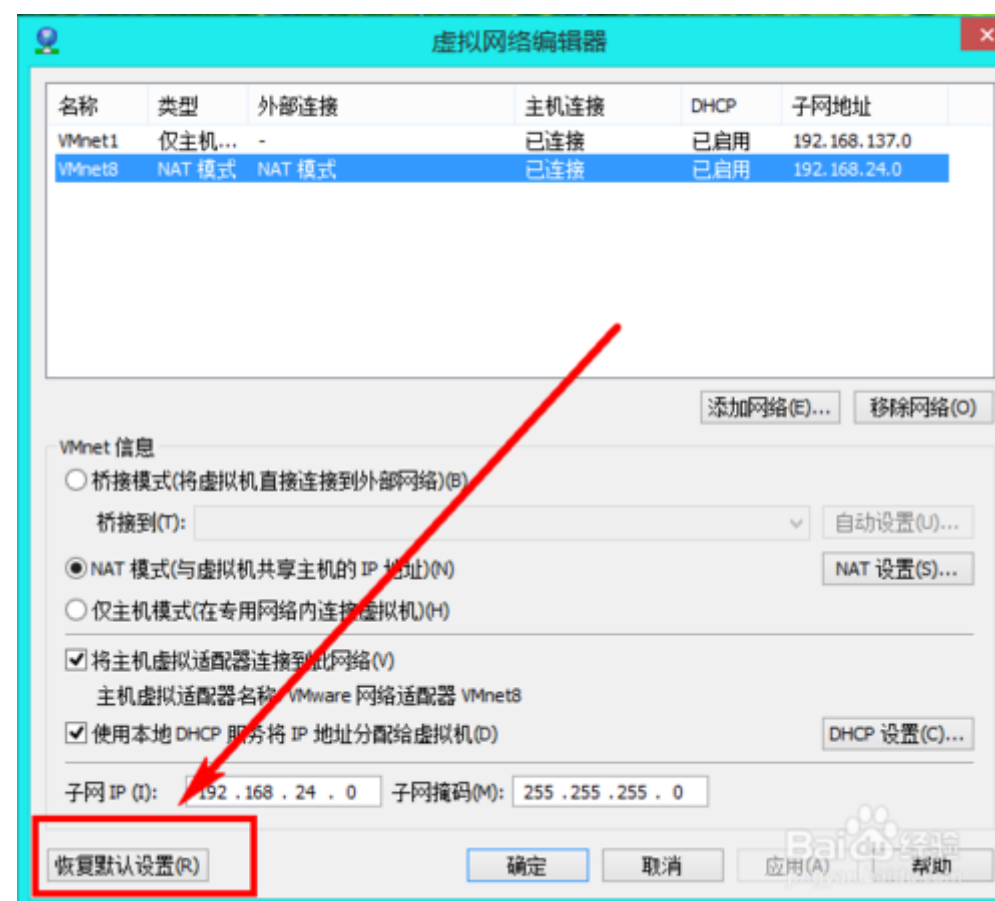 虚拟网络编辑器
名称 类型 外部连接 主机连接 DHCP 子网地址
VMnet1 仅主机... - 已连接 已启用 192.168.137.0
VMnet8 NAT 模式 NAT 模式 已连接 已启用 192.168.24.0
添加网络(E)... 移除网络(O)
VMnet 信息
桥接模式(将虚拟机直接连接到外部网络)(B)
桥接到(T): 自动设置(U)...
NAT 模式(与虚拟机共享主机的 IP 地址)(N) NAT 设置(S)...
仅主机模式(在专用网络内连接虚拟机)(H)
将主机虚拟适配器连接到此网络(V)
主机虚拟适配器名称: VMware 网络适配器 VMnet8
使用本地 DHCP 服务将 IP 地址分配给虚拟机(D) DHCP 设置(C)...
子网 IP (I): 192 . 168 . 24 . 0 子网掩码(M): 255 . 255 . 255 . 0
恢复默认设置(R) 确定 取消 应用(A) 帮助
Baidu 经验